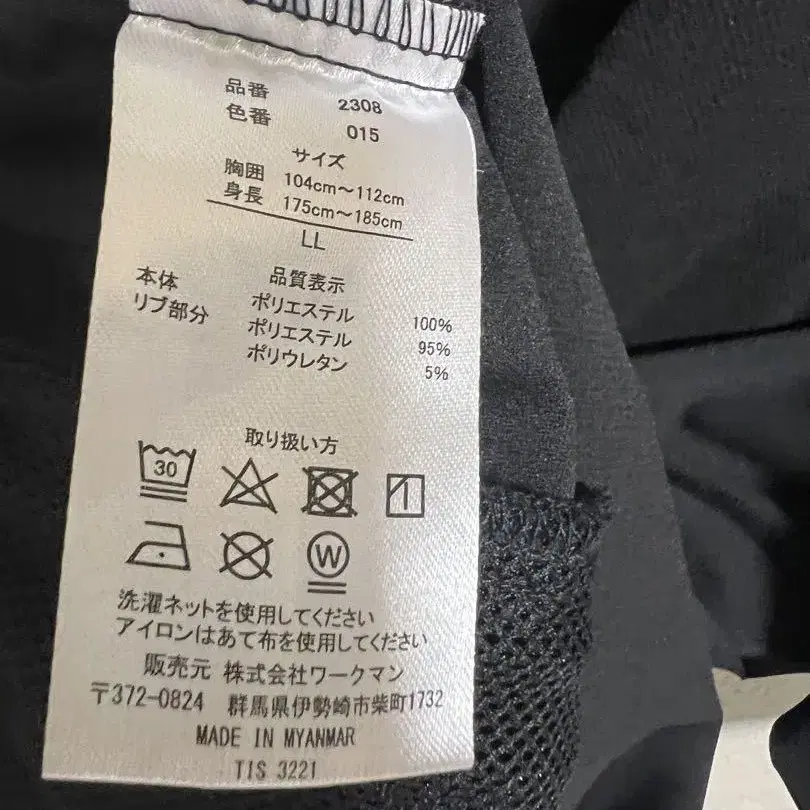 品番 2308
色番 015
サイズ
胸囲 104cm〜112cm
身長 175cm〜185cm
LL
品質表示
本体 ポリエステル 100%
リブ部分 ポリエステル 95%
ポリウレタン 5%
取り扱い方
30
W
洗濯ネットを使用してください
アイロンはあて布を使用してください
販売元 株式会社ワークマン
〒372-0824 群馬県伊勢崎市柴町1732
MADE IN MYANMAR
TIS 3221